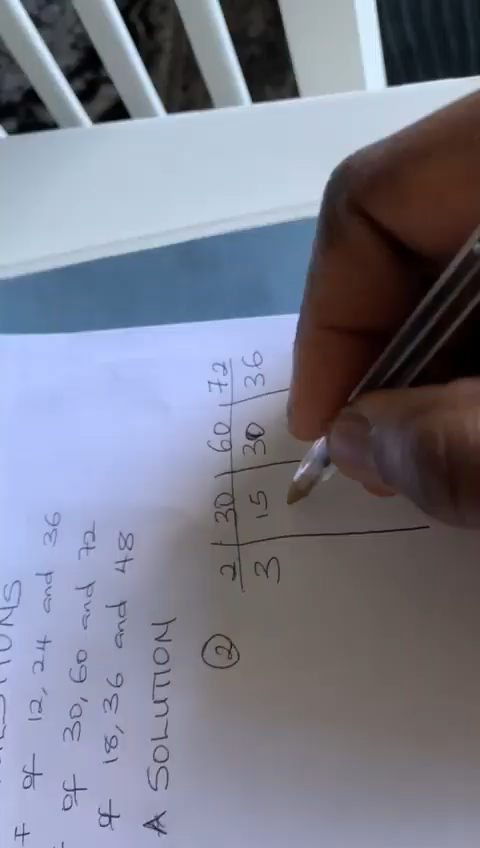 of 12, 24 and 36
of 30, 60 and 72
of 18, 36 and 48
A SOLUTION
②
2 30 60 72
3 15 30 36